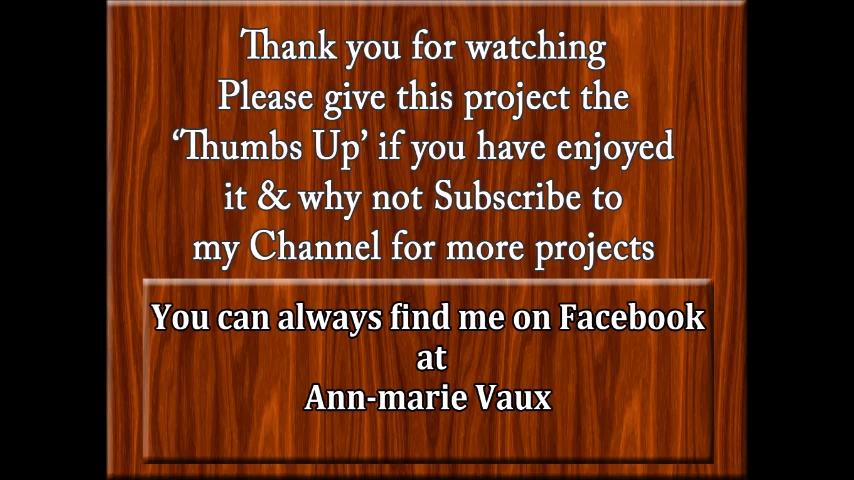 Thank you for watching
Please give this project the
‘Thumbs Up’ if you have enjoyed
it & why not Subscribe to
my Channel for more projects
You can always find me on Facebook
at
Ann-marie Vaux